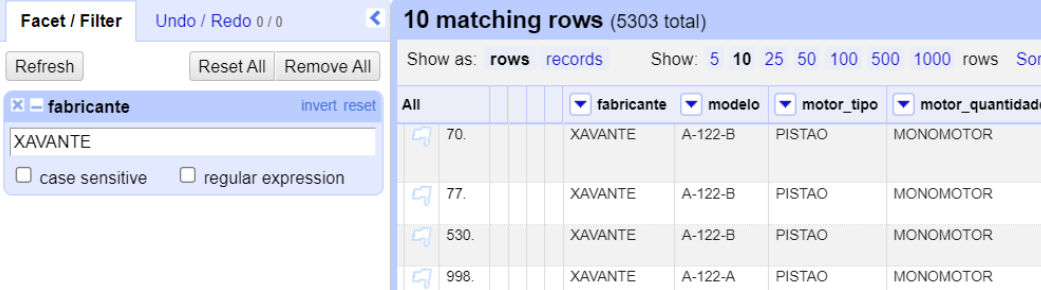 Facet / Filter Undo / Redo 0 / 0
Refresh Reset All Remove All
fabricante invert reset
XAVANTE
case sensitive regular expression
10 matching rows (5303 total)
Show as: rows records Show: 5 10 25 50 100 500 1000 rows Sor
All fabricante modelo motor_tipo motor_quantidade
70. XAVANTE A-122-B PISTAO MONOMOTOR
77. XAVANTE A-122-B PISTAO MONOMOTOR
530. XAVANTE A-122-B PISTAO MONOMOTOR
998. XAVANTE A-122-A PISTAO MONOMOTOR